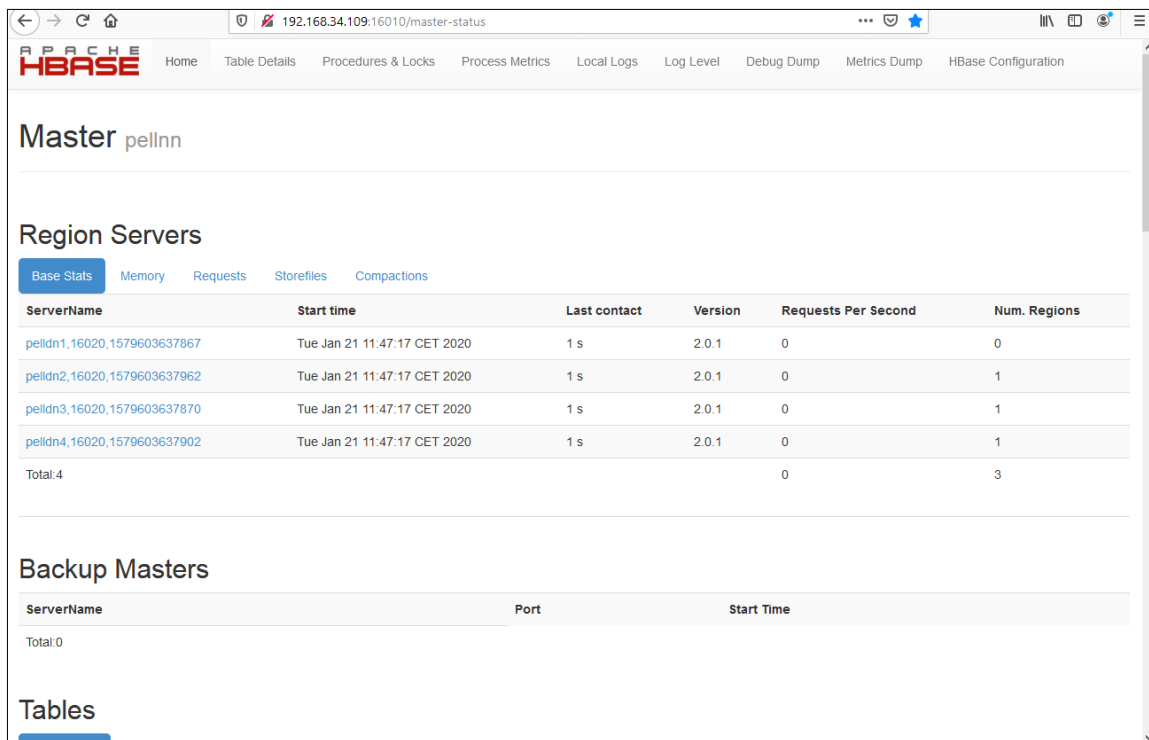 192.168.34.109:16010/master-status
APACHE
HBASE
Home Table Details Procedures & Locks Process Metrics Local Logs Log Level Debug Dump Metrics Dump HBase Configuration
Master pellnn
Region Servers
Base Stats Memory Requests Storefiles Compactions
ServerName Start time Last contact Version Requests Per Second Num. Regions
pelldn1,16020,1579603637867 Tue Jan 21 11:47:17 CET 2020 1 s 2.0.1 0 0
pelldn2,16020,1579603637962 Tue Jan 21 11:47:17 CET 2020 1 s 2.0.1 0 1
pelldn3,16020,1579603637870 Tue Jan 21 11:47:17 CET 2020 1 s 2.0.1 0 1
pelldn4,16020,1579603637902 Tue Jan 21 11:47:17 CET 2020 1 s 2.0.1 0 1
Total:4 0 3
Backup Masters
ServerName Port Start Time
Total:0
Tables